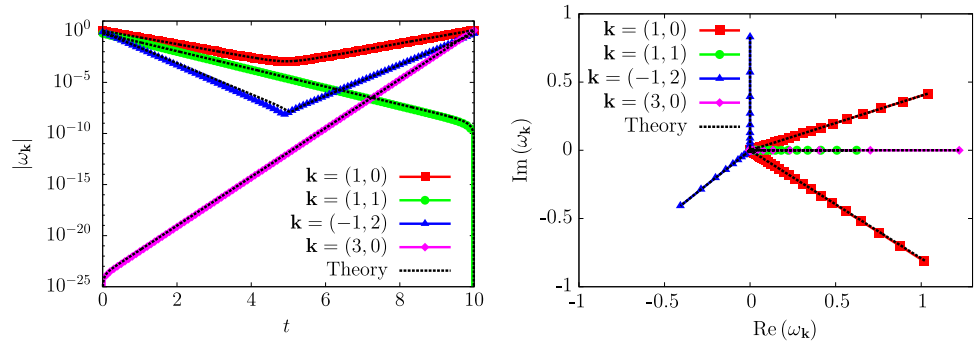 10^0
10^-5
10^-10
10^-15
10^-20
10^-25
|ω_k|
0 2 4 6 8 10
t
k = (1, 0)
k = (1, 1)
k = (−1, 2)
k = (3, 0)
Theory
1
0.5
0
-0.5
-1
Im (ω_k)
-1 -0.5 0 0.5 1
Re (ω_k)
k = (1, 0)
k = (1, 1)
k = (−1, 2)
k = (3, 0)
Theory